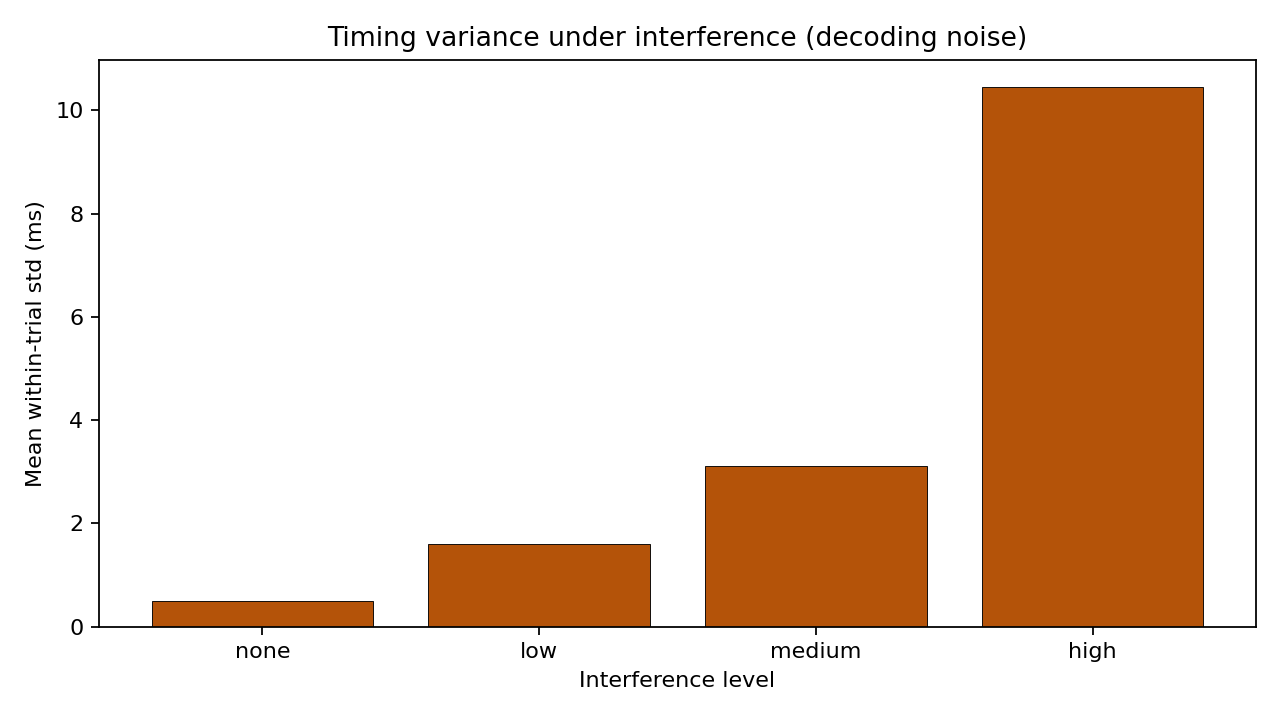 Timing variance under interference (decoding noise)
Mean within-trial std (ms)
10
8
6
4
2
0
none low medium high
Interference level